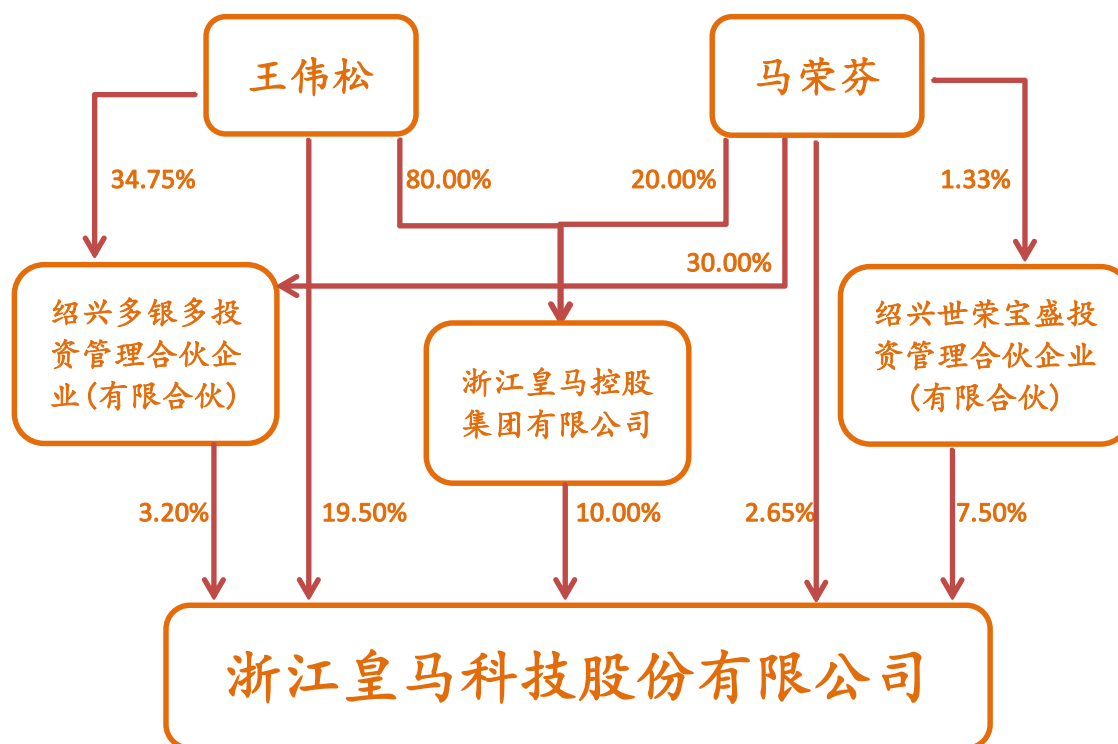 王伟松
马荣芬
34.75%
80.00%
20.00%
1.33%
30.00%
绍兴多银多投
资管理合伙企
业(有限合伙)
浙江皇马控股
集团有限公司
绍兴世荣宝盛投
资管理合伙企业
(有限合伙)
3.20%
19.50%
10.00%
2.65%
7.50%
浙江皇马科技股份有限公司